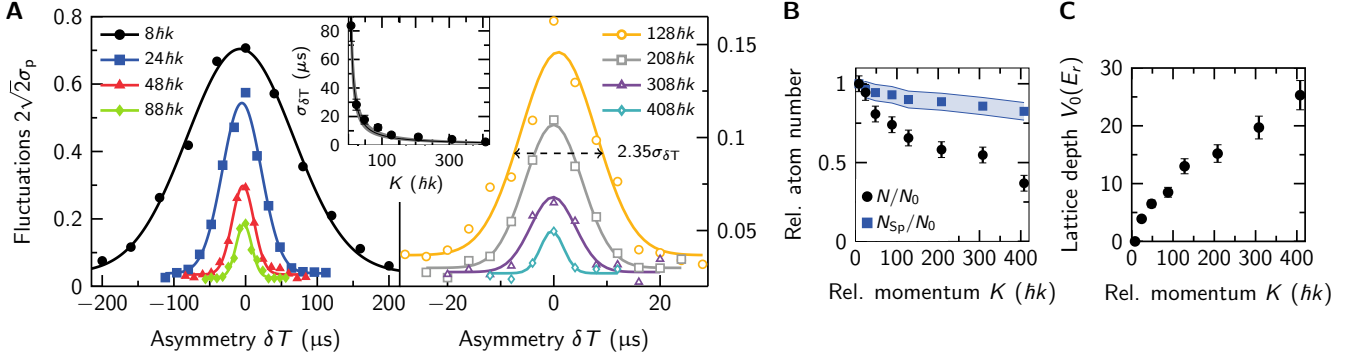 A
Fluctuations 2√2σp
0.8
0.6
0.4
0.2
0
8ℏk
24ℏk
48ℏk
88ℏk
−200
−100
0
100
200
Asymmetry δT (μs)
σδT (μs)
80
60
40
20
0
100
300
K (ℏk)
128ℏk
208ℏk
308ℏk
408ℏk
2.35σδT
0.15
0.1
0.05
−20
0
20
Asymmetry δT (μs)
B
Rel. atom number
1
0.5
N/N0
NSp/N0
0
100
200
300
400
Rel. momentum K (ℏk)
C
Lattice depth V0(Er)
30
20
10
0
0
100
200
300
400
Rel. momentum K (ℏk)